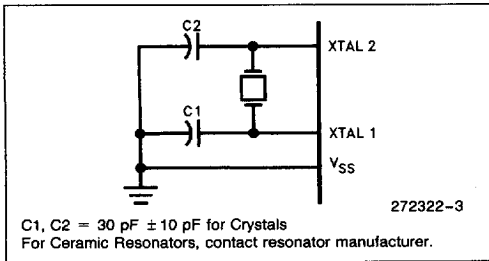 C2
XTAL 2
C1
XTAL 1
VSS
272322-3
C1, C2 = 30 pF ± 10 pF for Crystals
For Ceramic Resonators, contact resonator manufacturer.